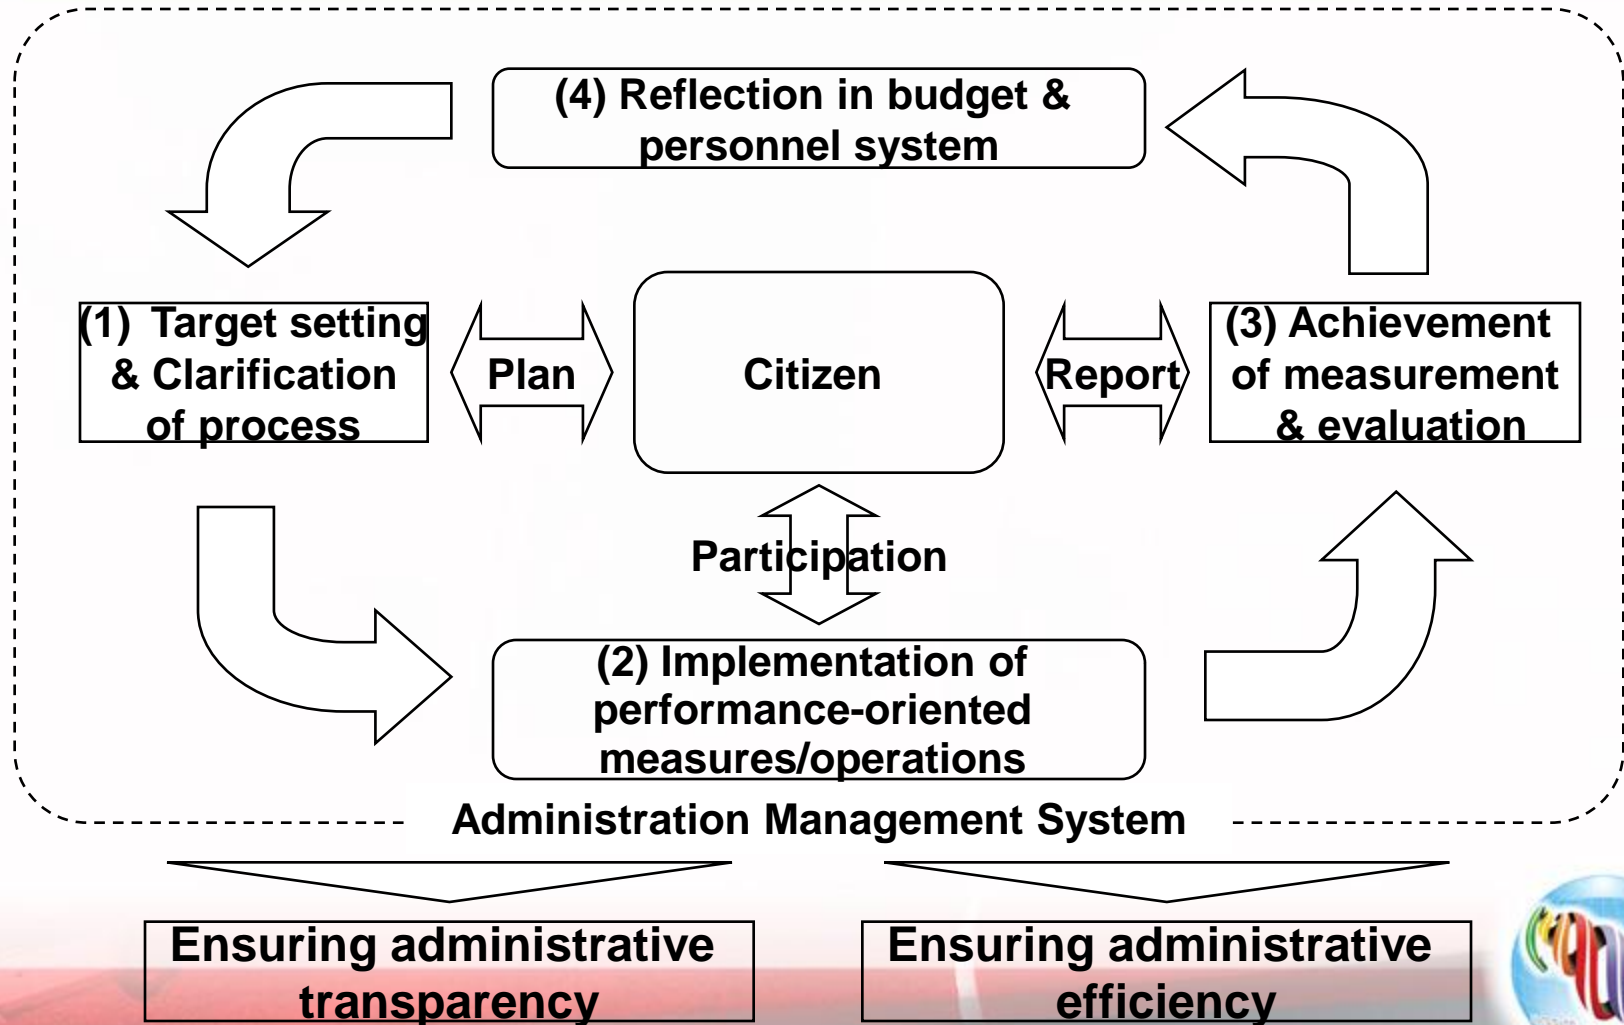 (4) Reflection in budget &
personnel system
(1) Target setting
& Clarification
of process
Plan
Citizen
Report
(3) Achievement
of measurement
& evaluation
Participation
(2) Implementation of
performance-oriented
measures/operations
Administration Management System
Ensuring administrative
transparency
Ensuring administrative
efficiency